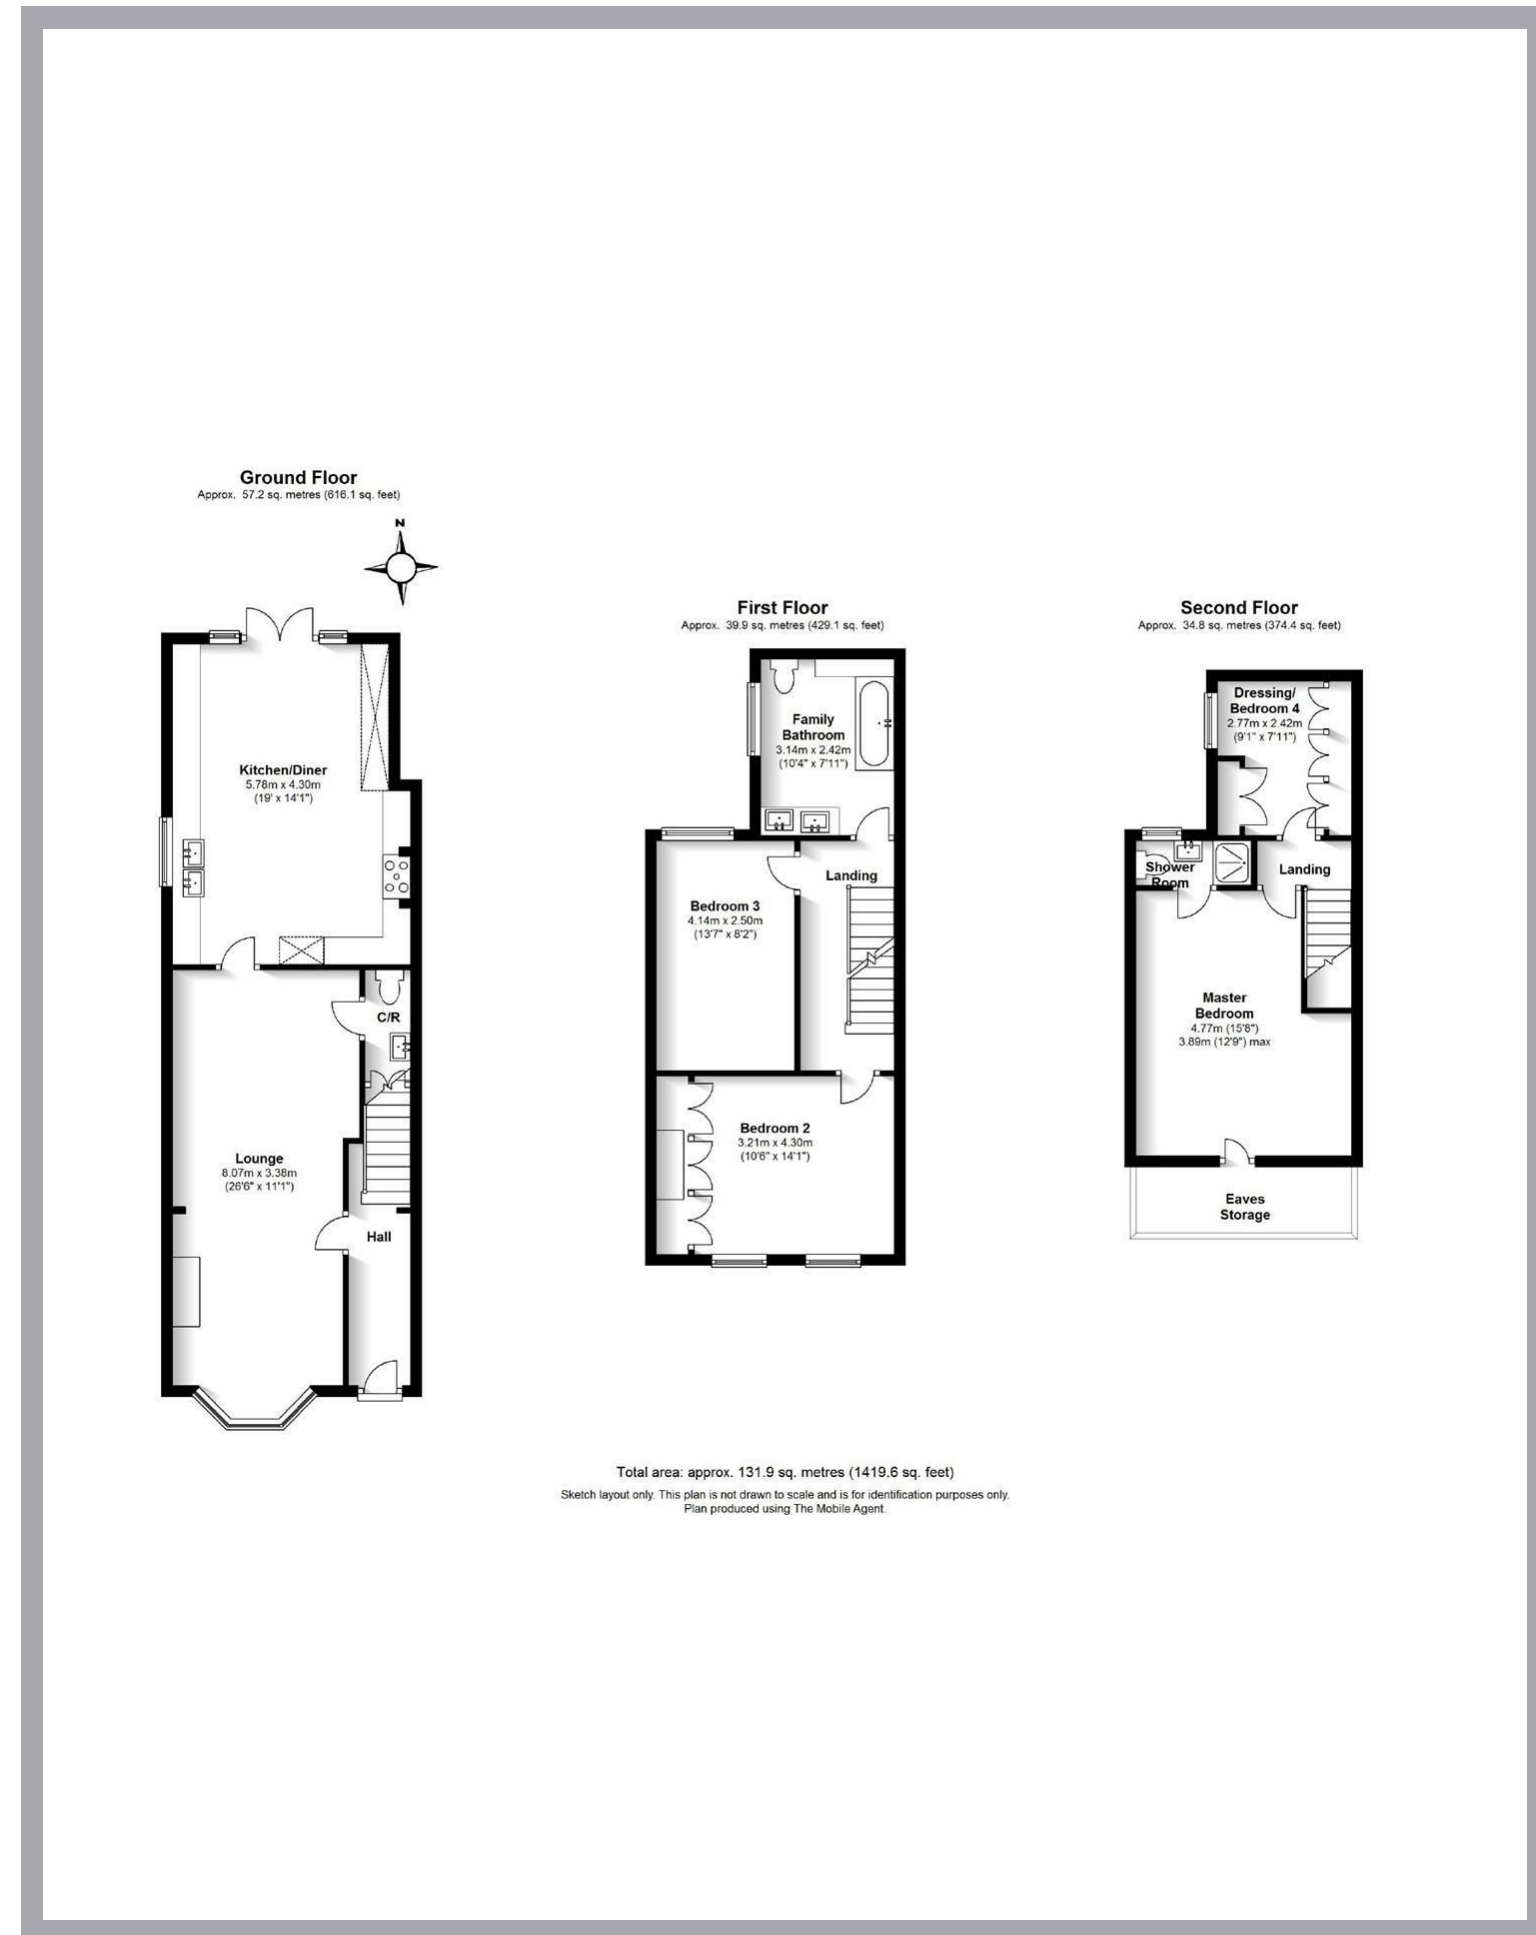 Ground Floor
Approx. 57.2 sq. metres (616.1 sq. feet)
N
Kitchen/Diner
5.78m x 4.30m
(19' x 14'1")
C/R
Lounge
8.07m x 3.38m
(26'6" x 11'1")
Hall
First Floor
Approx. 39.9 sq. metres (429.1 sq. feet)
Family
Bathroom
3.14m x 2.42m
(10'4" x 7'11")
Landing
Bedroom 3
4.14m x 2.50m
(13'7" x 8'2")
Bedroom 2
3.21m x 4.30m
(10'6" x 14'1")
Second Floor
Approx. 34.8 sq. metres (374.4 sq. feet)
Dressing/
Bedroom 4
2.77m x 2.42m
(9'1" x 7'11")
Shower
Room
Landing
Master
Bedroom
4.77m (15'8")
3.89m (12'9") max
Eaves
Storage
Total area: approx. 131.9 sq. metres (1419.6 sq. feet)
Sketch layout only. This plan is not drawn to scale and is for identification purposes only.
Plan produced using The Mobile Agent.